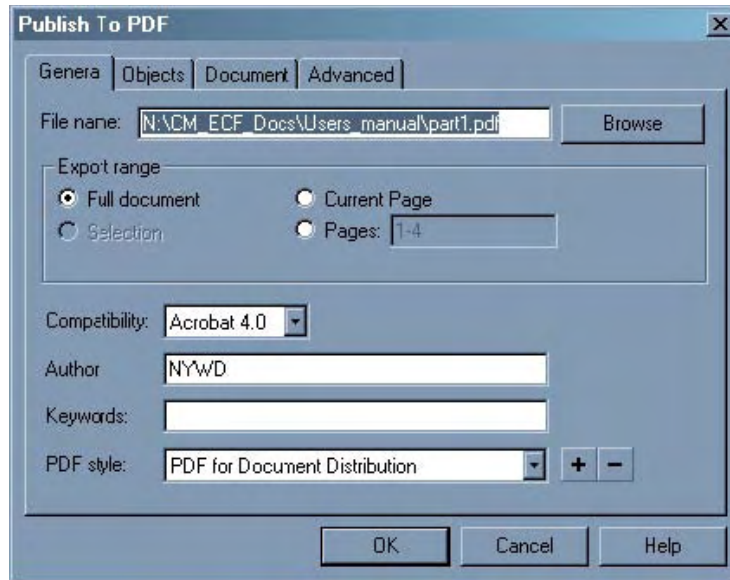 Publish To PDF
Genera Objects Document Advanced
File name: N:\CM_ECF_Docs\Users_manual\part1.pdf Browse
Expot range
Full document Current Page
Selection Pages: 1-4
Compatibility: Acrobat 4.0
Author NYWD
Keywords:
PDF style: PDF for Document Distribution + −
OK Cancel Help